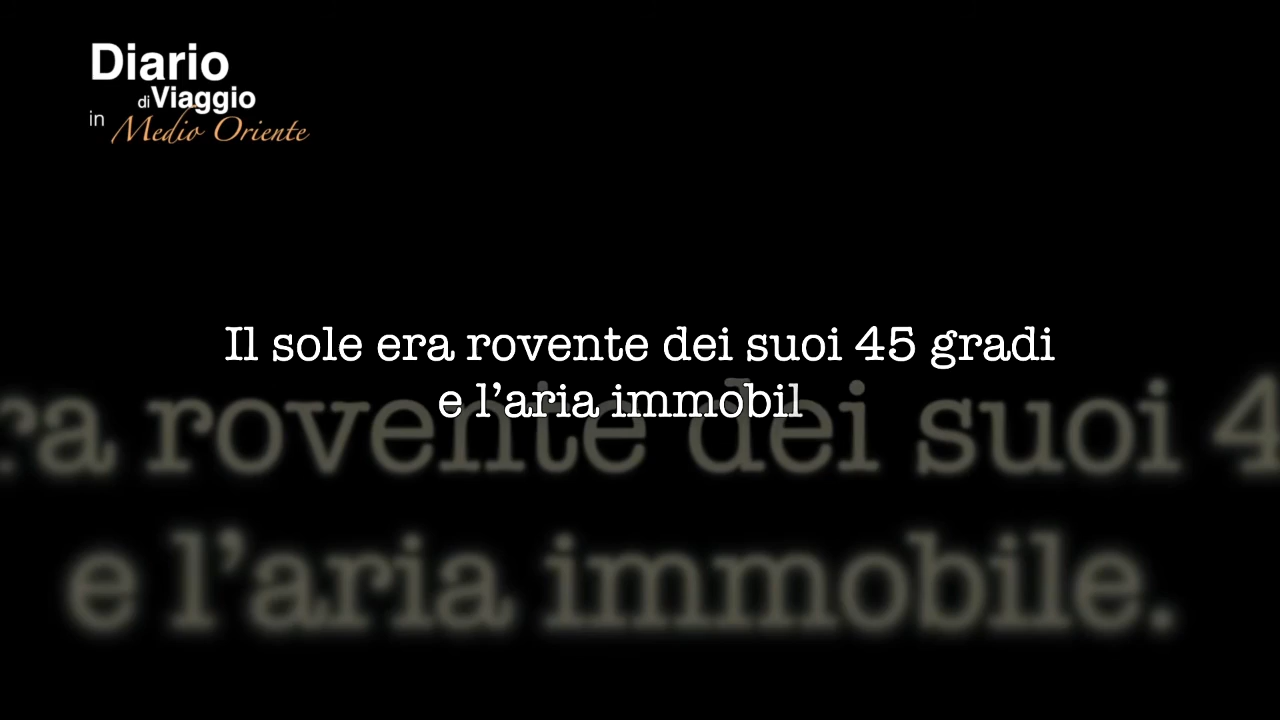 Diario
di Viaggio
in Medio Oriente
Il sole era rovente dei suoi 45 gradi
e l’aria immobil
ra rovente dei suoi 4
e l’aria immobile.